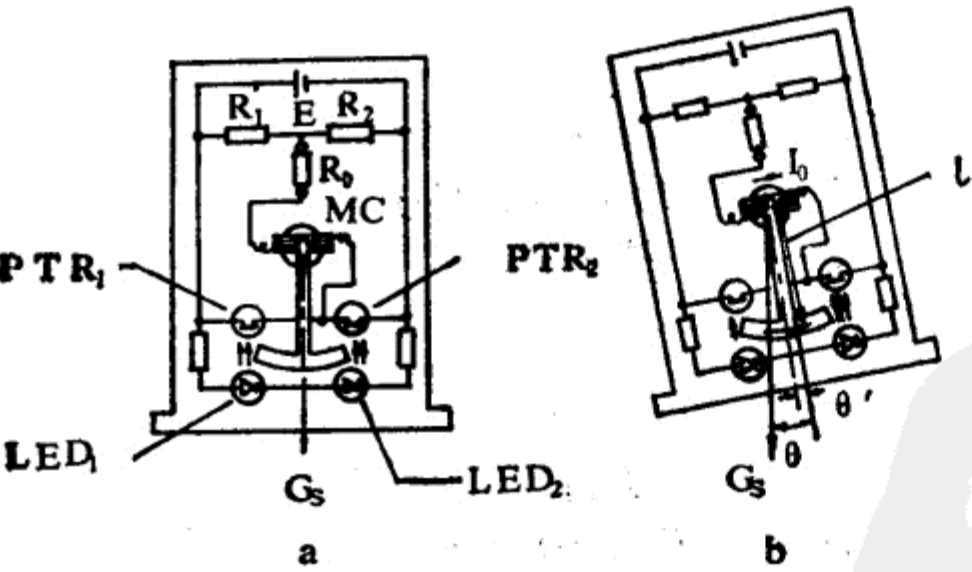 R₁ E R₂
R₀
MC
PTR₁
PTR₂
LED₁
LED₂
Gs
a
I₀
l
θ′
θ
Gs
b